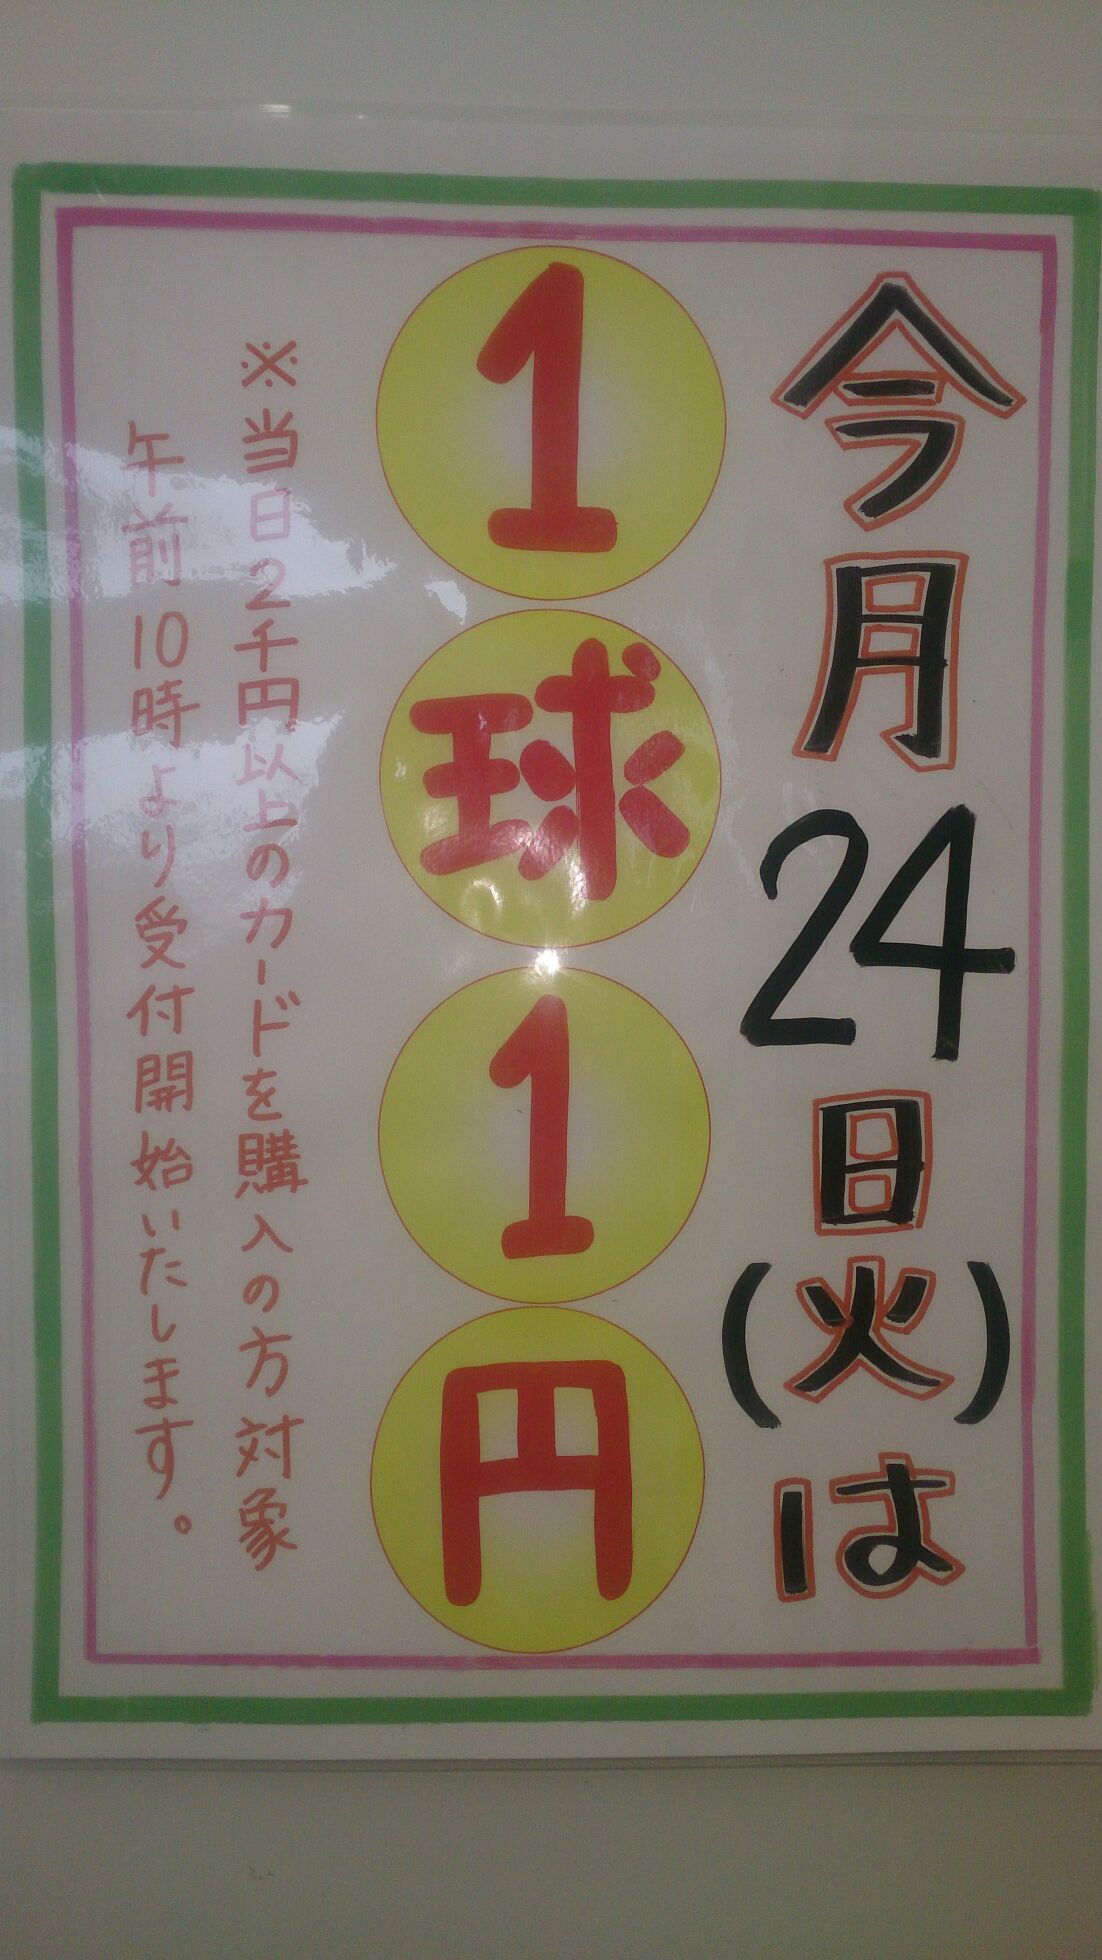 今月24日(火)は
1球1円
※当日2千円以上のカードを購入の方対象
午前10時より受付開始いたします。